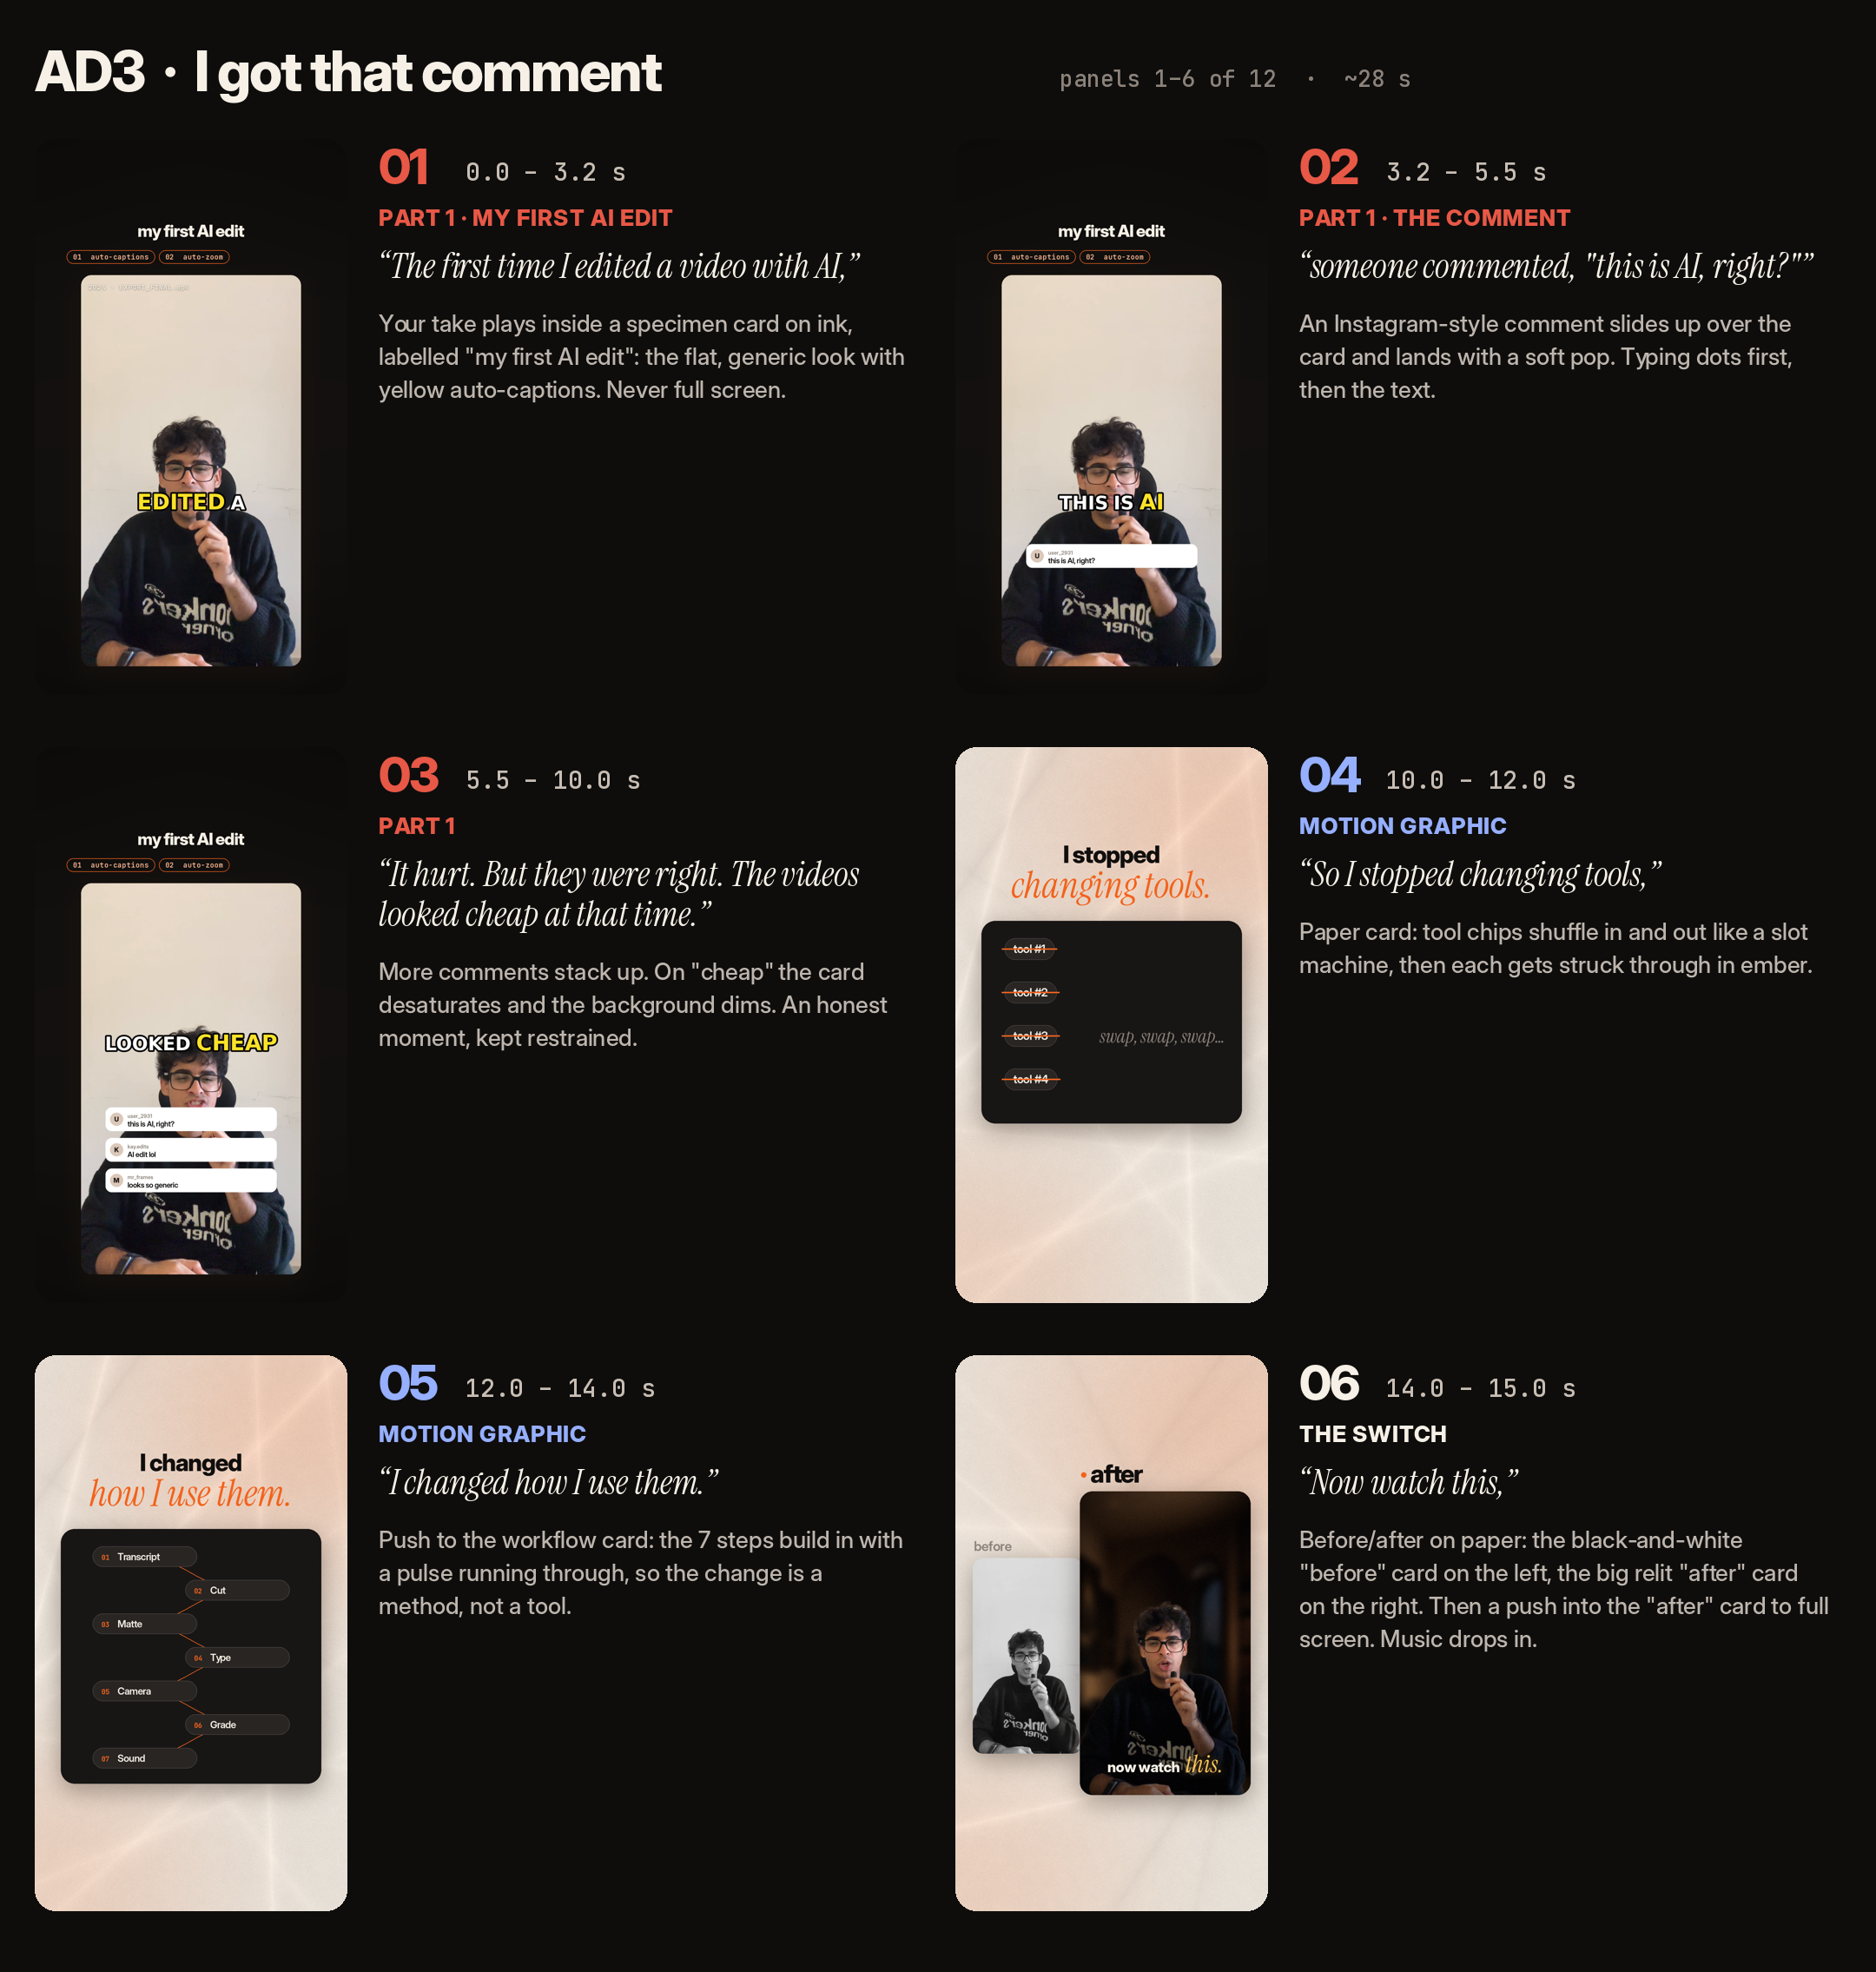 AD3 · I got that comment
panels 1–6 of 12 · ~28 s
my first AI edit
01 auto-captions 02 auto-zoom
EDITED A
01 0.0 – 3.2 s
PART 1 · MY FIRST AI EDIT
“The first time I edited a video with AI,”
Your take plays inside a specimen card on ink,
labelled "my first AI edit": the flat, generic look with
yellow auto-captions. Never full screen.
my first AI edit
01 auto-captions 02 auto-zoom
THIS IS AI
user_2931
this is AI, right?
02 3.2 – 5.5 s
PART 1 · THE COMMENT
“someone commented, "this is AI, right?"”
An Instagram-style comment slides up over the
card and lands with a soft pop. Typing dots first,
then the text.
my first AI edit
01 auto-captions 02 auto-zoom
LOOKED CHEAP
U user_2931
this is AI, right?
K kay.edits
AI edit lol
M mr_frames
looks so generic
03 5.5 – 10.0 s
PART 1
“It hurt. But they were right. The videos
looked cheap at that time.”
More comments stack up. On "cheap" the card
desaturates and the background dims. An honest
moment, kept restrained.
I stopped
changing tools.
tool #1
tool #2
tool #3
swap, swap, swap...
tool #4
04 10.0 – 12.0 s
MOTION GRAPHIC
“So I stopped changing tools,”
Paper card: tool chips shuffle in and out like a slot
machine, then each gets struck through in ember.
I changed
how I use them.
01 Transcript
02 Cut
03 Matte
04 Type
05 Camera
06 Grade
07 Sound
05 12.0 – 14.0 s
MOTION GRAPHIC
“I changed how I use them.”
Push to the workflow card: the 7 steps build in with
a pulse running through, so the change is a
method, not a tool.
after
before
now watch this.
06 14.0 – 15.0 s
THE SWITCH
“Now watch this,”
Before/after on paper: the black-and-white
"before" card on the left, the big relit "after" card
on the right. Then a push into the "after" card to full
screen. Music drops in.